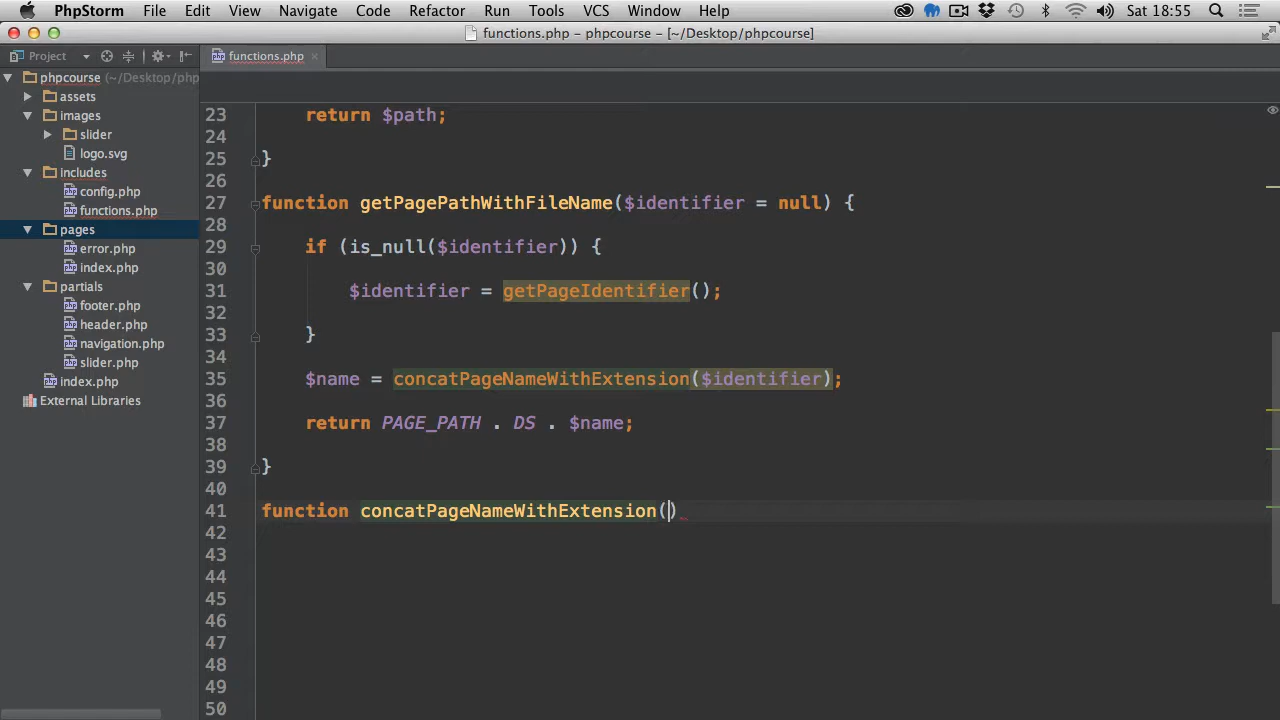 PhpStorm File Edit View Navigate Code Refactor Run Tools VCS Window Help Sat 18:55
functions.php – phpcourse – [~/Desktop/phpcourse]
Project functions.php
phpcourse (~/Desktop/php
assets
images
slider
logo.svg
includes
config.php
functions.php
pages
error.php
index.php
partials
footer.php
header.php
navigation.php
slider.php
index.php
External Libraries
23 return $path;
24
25 }
26
27 function getPagePathWithFileName($identifier = null) {
28
29 if (is_null($identifier)) {
30
31 $identifier = getPageIdentifier();
32
33 }
34
35 $name = concatPageNameWithExtension($identifier);
36
37 return PAGE_PATH . DS . $name;
38
39 }
40
41 function concatPageNameWithExtension()
42
43
44
45
46
47
48
49
50